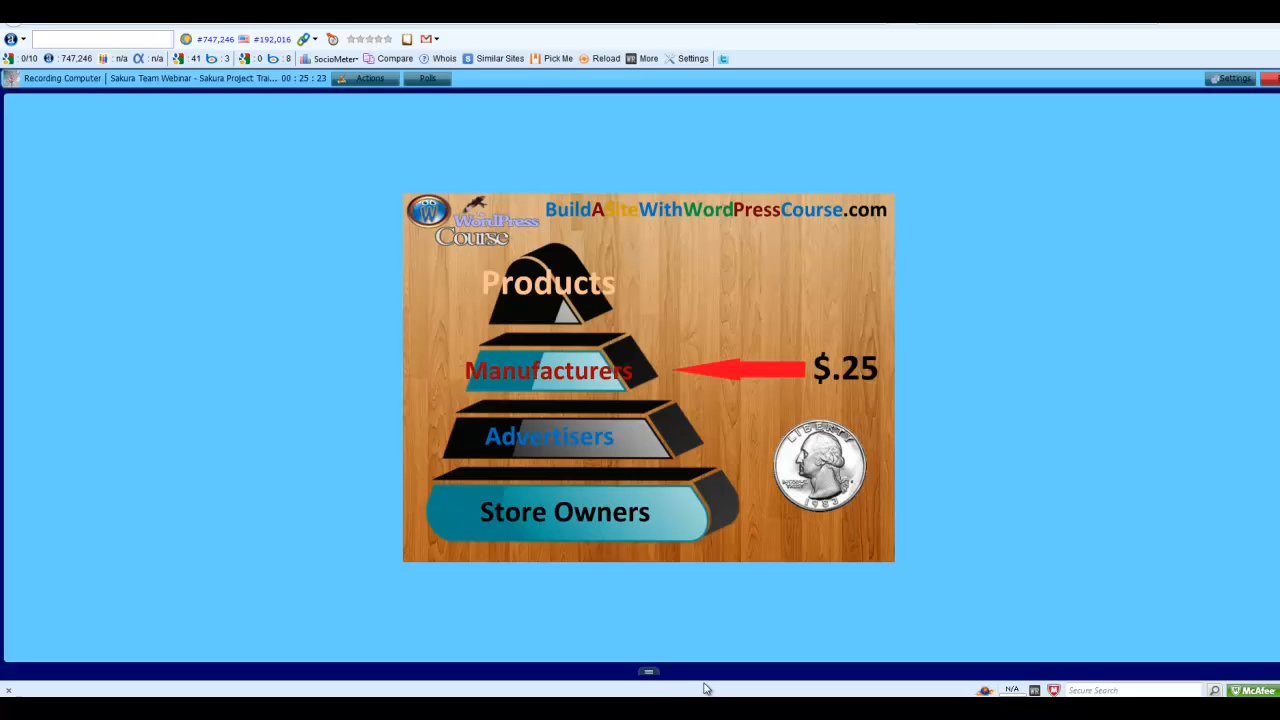 #747,246 #192,016
:0/10 :747,246 :n/a α :n/a :41 :3 :0 :8 SocioMeter Compare Whois Similar Sites Pick Me Reload More Settings
Recording Computer | Sakura Team Webinar - Sakura Project Trai... 00 : 25 : 23 Actions Polls Settings
BuildASiteWithWordPressCourse.com
WordPress
Course
Products
Manufacturers
$.25
Advertisers
LIBERTY
1983
Store Owners
N/A Secure Search McAfee